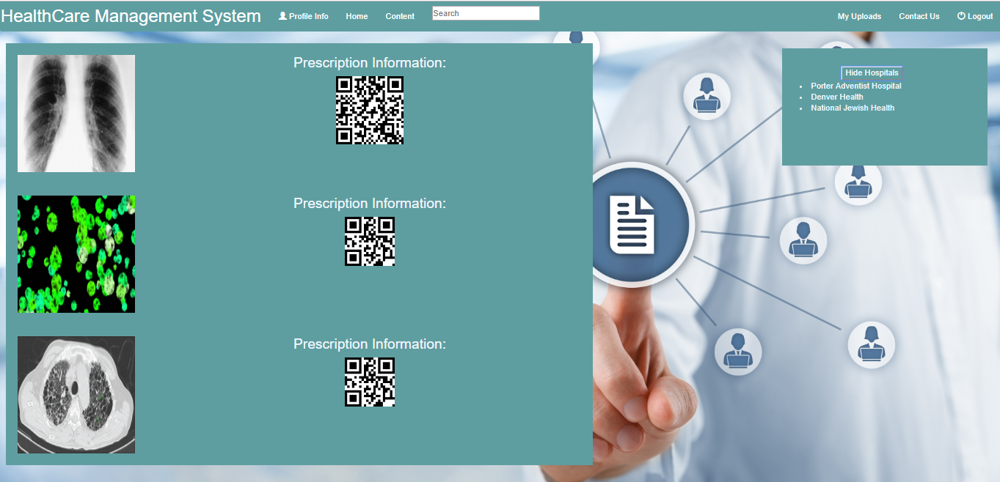 HealthCare Management System Profile Info Home Content Search My Uploads Contact Us Logout
Prescription Information:
Prescription Information:
Prescription Information:
Hide Hospitals
Porter Adventist Hospital
Denver Health
National Jewish Health